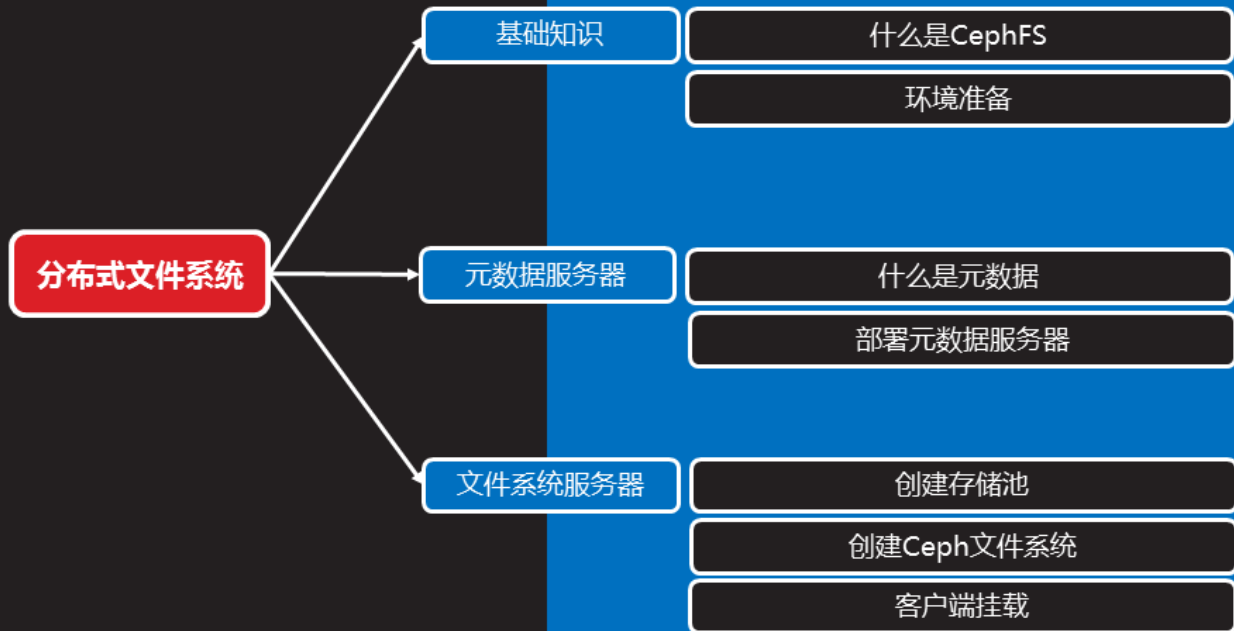 分布式文件系统
基础知识
什么是CephFS
环境准备
元数据服务器
什么是元数据
部署元数据服务器
文件系统服务器
创建存储池
创建Ceph文件系统
客户端挂载